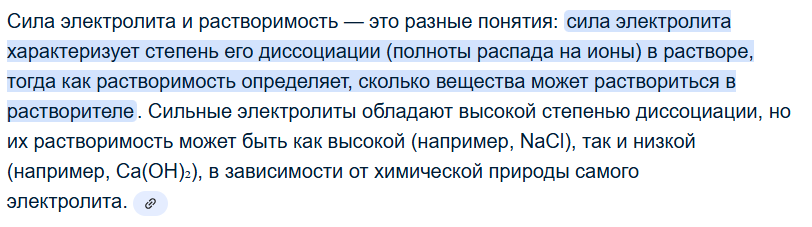 Сила электролита и растворимость — это разные понятия: сила электролита
характеризует степень его диссоциации (полноты распада на ионы) в растворе,
тогда как растворимость определяет, сколько вещества может раствориться в
растворителе. Сильные электролиты обладают высокой степенью диссоциации, но
их растворимость может быть как высокой (например, NaCl), так и низкой
(например, Ca(OH)₂), в зависимости от химической природы самого
электролита.